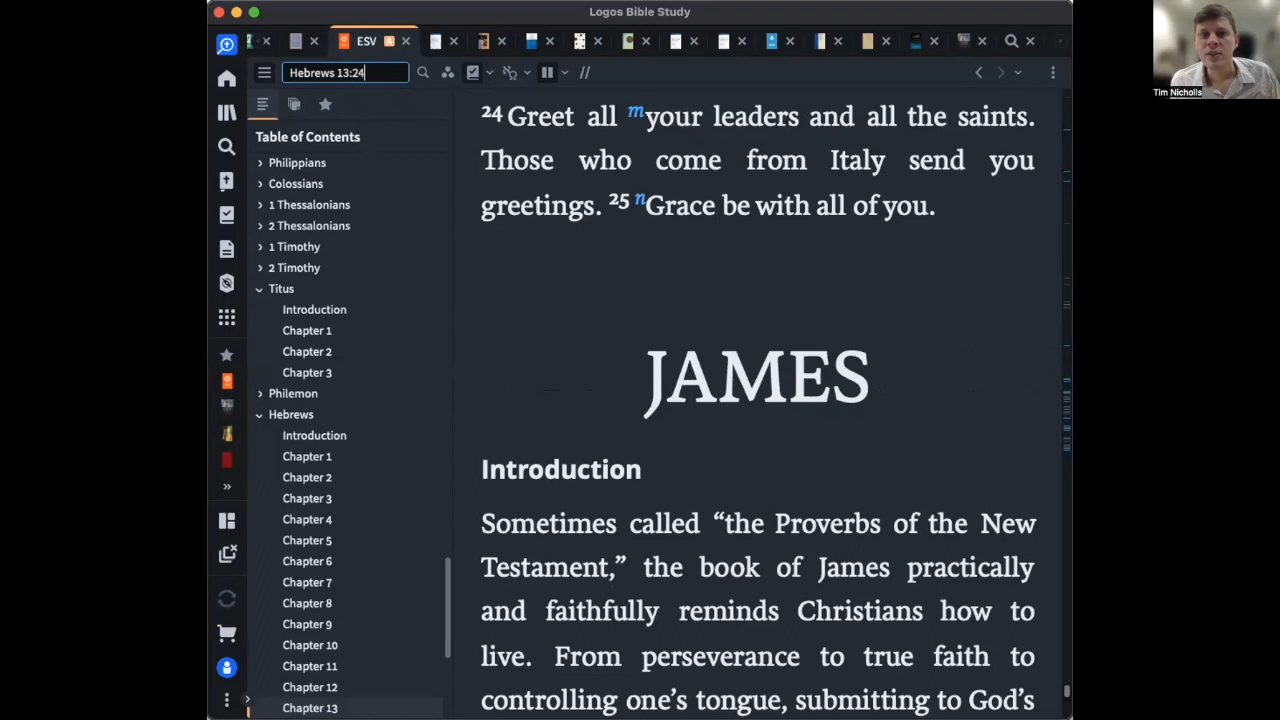 Logos Bible Study
ESV A
Hebrews 13:24
Tim Nicholls
Table of Contents
Philippians
Colossians
1 Thessalonians
2 Thessalonians
1 Timothy
2 Timothy
Titus
Introduction
Chapter 1
Chapter 2
Chapter 3
Philemon
Hebrews
Introduction
Chapter 1
Chapter 2
Chapter 3
Chapter 4
Chapter 5
Chapter 6
Chapter 7
Chapter 8
Chapter 9
Chapter 10
Chapter 11
Chapter 12
Chapter 13
24 Greet all m your leaders and all the saints.
Those who come from Italy send you
greetings. 25 n Grace be with all of you.
JAMES
Introduction
Sometimes called “the Proverbs of the New
Testament,” the book of James practically
and faithfully reminds Christians how to
live. From perseverance to true faith to
controlling one’s tongue, submitting to God’s